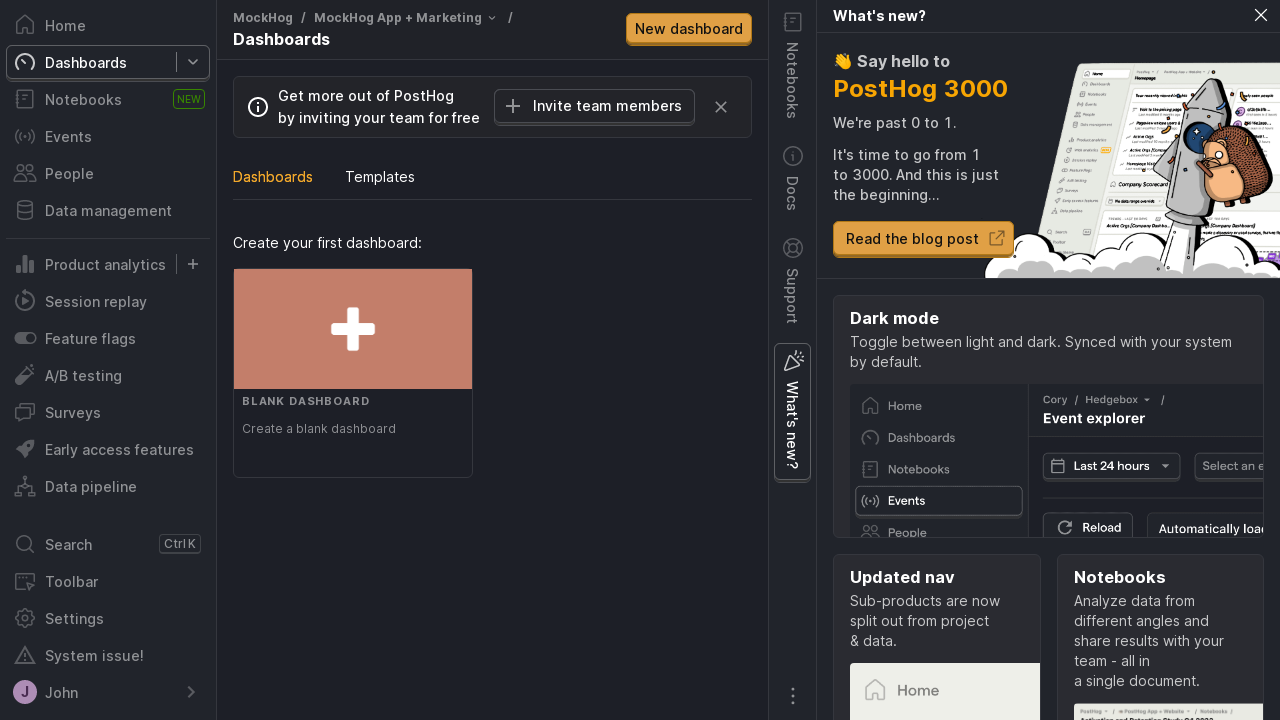 Home
Dashboards
Notebooks
NEW
Events
People
Data management
Product analytics
Session replay
Feature flags
A/B testing
Surveys
Early access features
Data pipeline
Search
Ctrl K
Toolbar
Settings
System issue!
J
John
MockHog / MockHog App + Marketing /
Dashboards
New dashboard
Get more out of PostHog
by inviting your team for free
Invite team members
Dashboards
Templates
Create your first dashboard:
BLANK DASHBOARD
Create a blank dashboard
Notebooks
Docs
Support
What's new?
What's new?
👋 Say hello to
PostHog 3000
We're past 0 to 1.
It's time to go from 1
to 3000. And this is just
the beginning…
Read the blog post
Dark mode
Toggle between light and dark. Synced with your system
by default.
Home
Dashboards
Notebooks
Events
People
Cory / Hedgebox /
Event explorer
Last 24 hours
Select an e
Reload
Automatically load
Updated nav
Sub-products are now
split out from project
& data.
Home
Notebooks
Analyze data from
different angles and
share results with your
team - all in
a single document.
PostHog / PostHog App + Website / Notebooks /